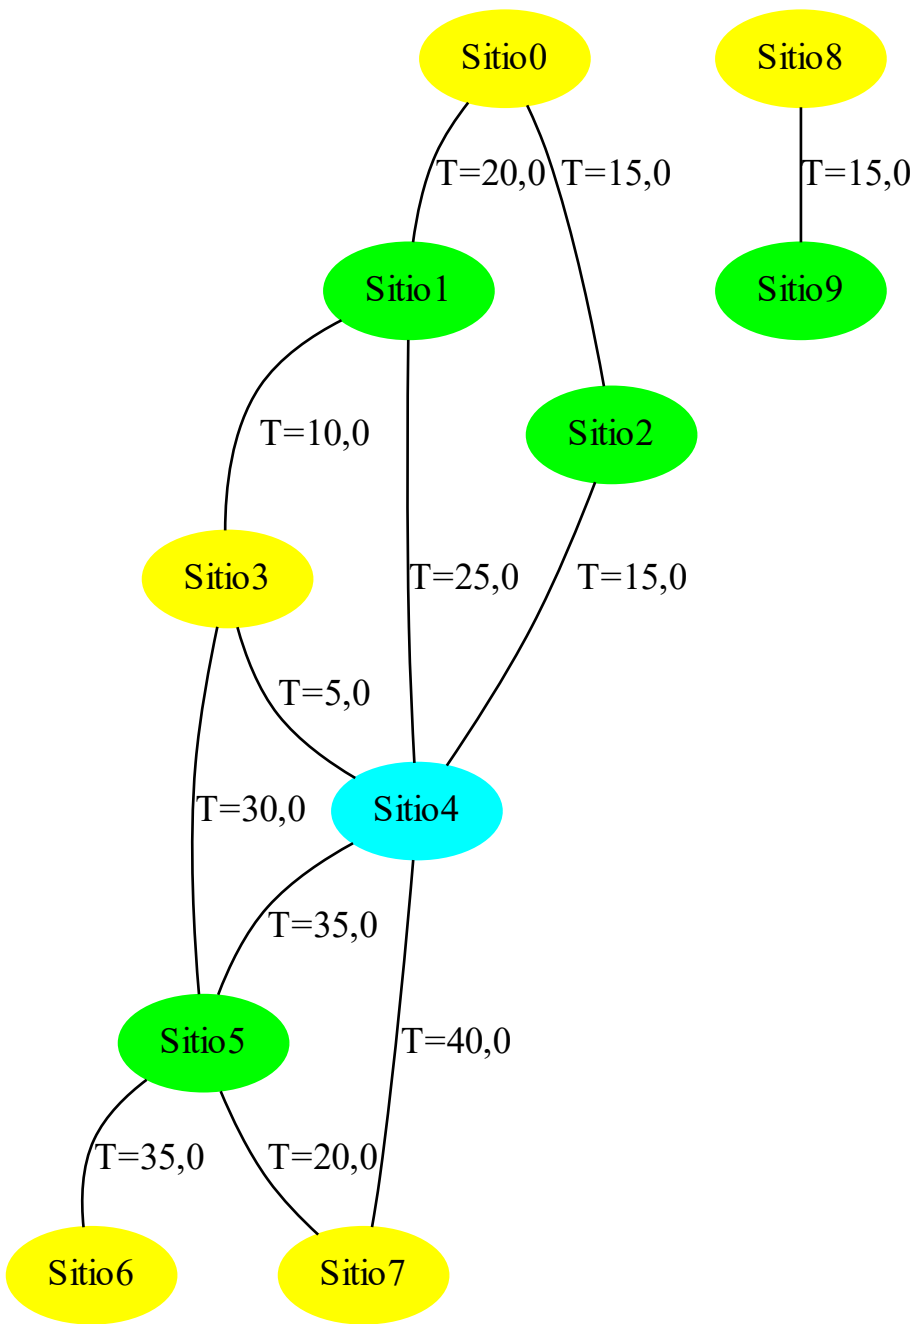 Sitio0
Sitio8
T=20,0
T=15,0
T=15,0
Sitio1
Sitio9
T=10,0
Sitio2
Sitio3
T=25,0
T=15,0
T=5,0
T=30,0
Sitio4
T=35,0
Sitio5
T=40,0
T=35,0
T=20,0
Sitio6
Sitio7